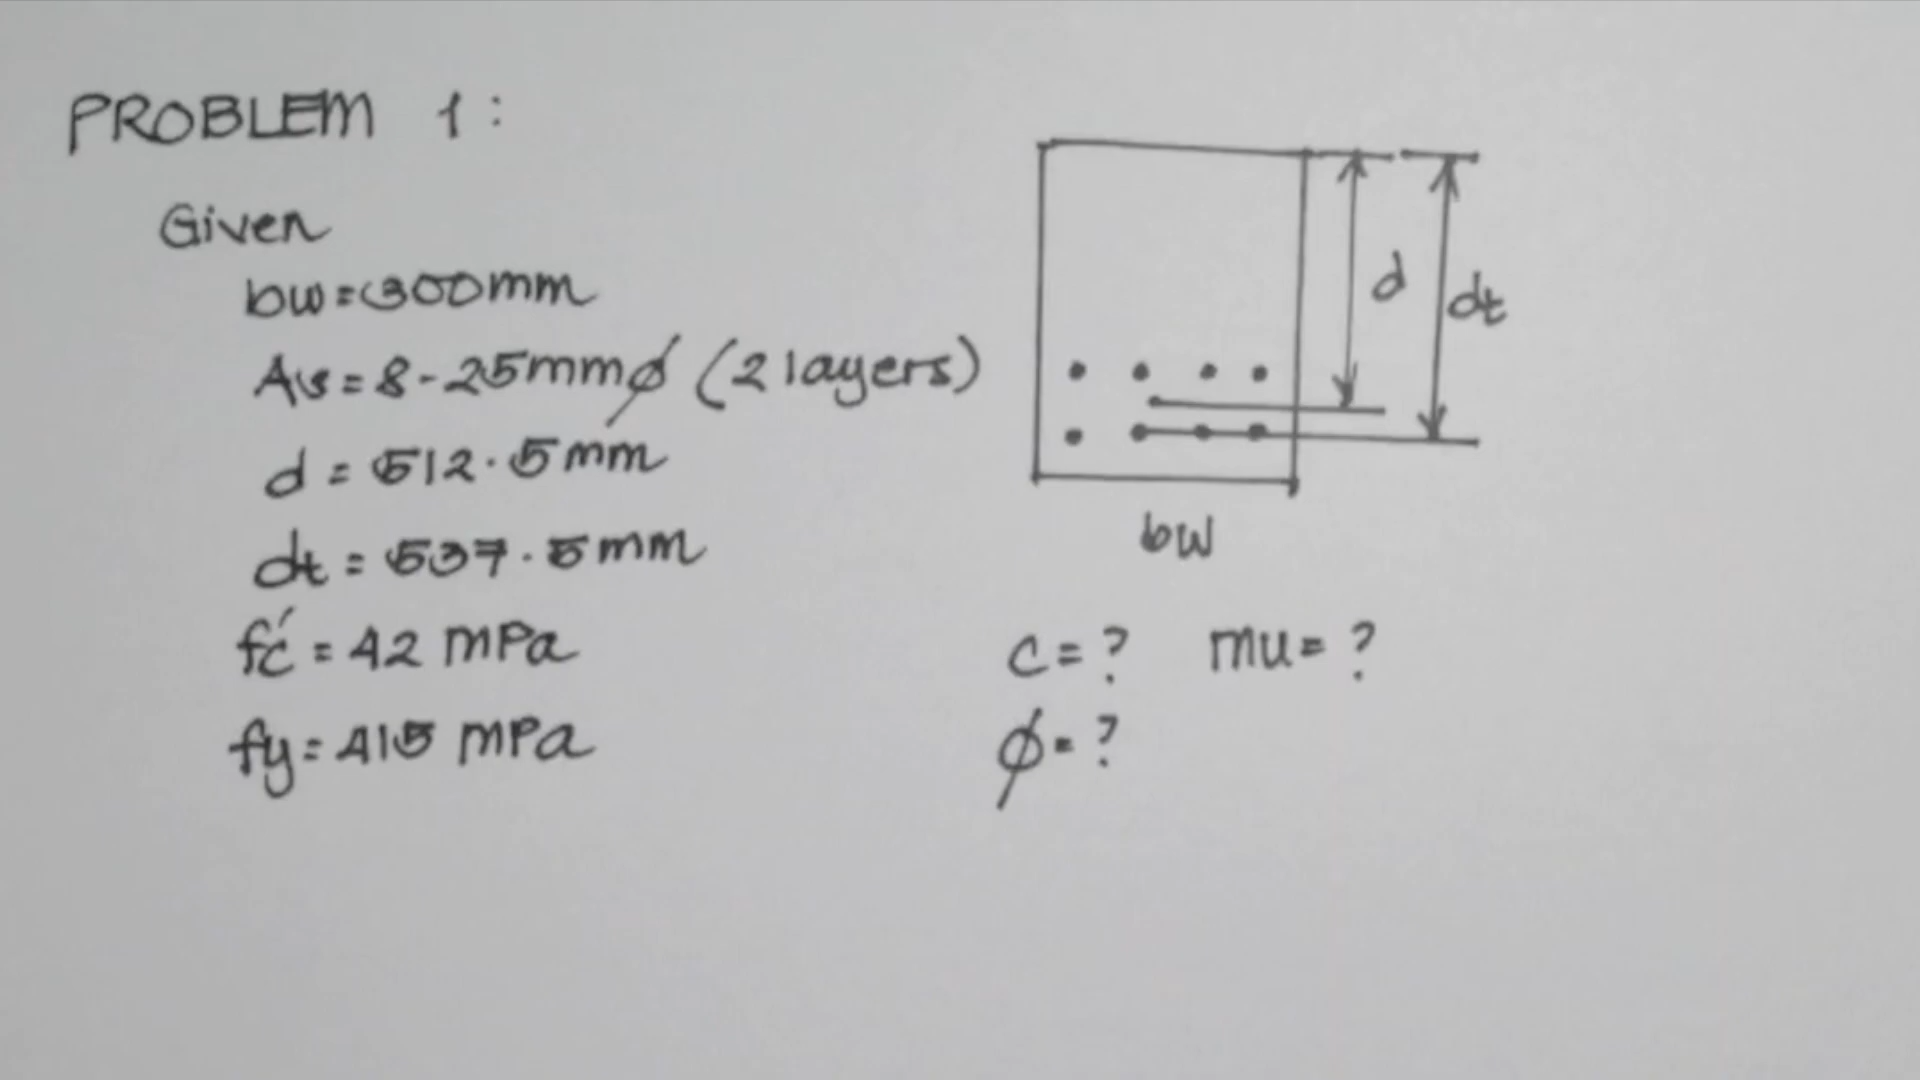 PROBLEM 1:
Given
bw=300mm
As=8-25mmϕ (2 layers)
d = 512.5mm
dt = 537.5mm
fc' = 42 mPa
fy = 415 mPa
d
dt
bw
c = ? mu = ?
ϕ = ?